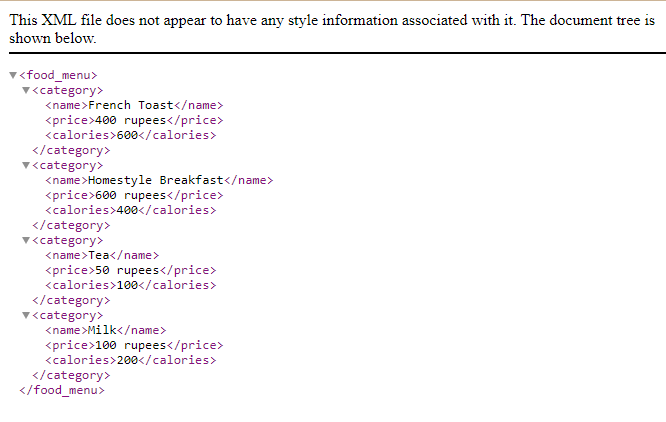 This XML file does not appear to have any style information associated with it. The document tree is
shown below.
▼<food_menu>
▼<category>
<name>French Toast</name>
<price>400 rupees</price>
<calories>600</calories>
</category>
▼<category>
<name>Homestyle Breakfast</name>
<price>600 rupees</price>
<calories>400</calories>
</category>
▼<category>
<name>Tea</name>
<price>50 rupees</price>
<calories>100</calories>
</category>
▼<category>
<name>Milk</name>
<price>100 rupees</price>
<calories>200</calories>
</category>
</food_menu>